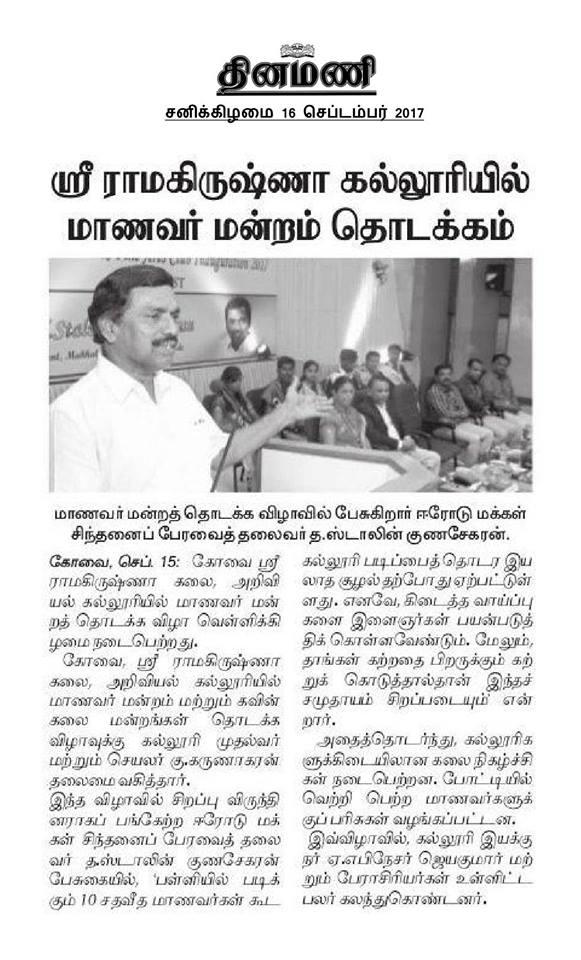 தினமணி
சனிக்கிழமை 16 செப்டம்பர் 2017
ஸ்ரீ ராமகிருஷ்ணா கல்லூரியில்
மாணவர் மன்றம் தொடக்கம்
Club Inauguration 2017
மாணவர் மன்றத் தொடக்க விழாவில் பேசுகிறார் ஈரோடு மக்கள்
சிந்தனைப் பேரவைத் தலைவர் த.ஸ்டாலின் குணசேகரன்.
கோவை, செப். 15: கோவை ஸ்ரீ
ராமகிருஷ்ணா கலை, அறிவி
யல் கல்லூரியில் மாணவர் மன்
றத் தொடக்க விழா வெள்ளிக்கி
ழமை நடைபெற்றது.
கோவை, ஸ்ரீ ராமகிருஷ்ணா
கலை, அறிவியல் கல்லூரியில்
மாணவர் மன்றம் மற்றும் கவின்
கலை மன்றங்கள் தொடக்க
விழாவுக்கு கல்லூரி முதல்வர்
மற்றும் செயலர் கு.கருணாகரன்
தலைமை வகித்தார்.
இந்த விழாவில் சிறப்பு விருந்தி
னராகப் பங்கேற்ற ஈரோடு மக்
கள் சிந்தனைப் பேரவைத் தலை
வர் த.ஸ்டாலின் குணசேகரன்
பேசுகையில், 'பள்ளியில் படிக்
கும் 10 சதவீத மாணவர்கள் கூட
கல்லூரி படிப்பைத் தொடர இய
லாத சூழல் தற்போது ஏற்பட்டுள்
ளது. எனவே, கிடைத்த வாய்ப்பு
களை இளைஞர்கள் பயன்படுத்
திக் கொள்ளவேண்டும். மேலும்,
தாங்கள் கற்றதை பிறருக்கும் கற்
றுக் கொடுத்தால்தான் இந்தச்
சமுதாயம் சிறப்படையும்' என்
றார்.
அதைத்தொடர்ந்து, கல்லூரிக
ளுக்கிடையிலான கலை நிகழ்ச்சி
கள் நடைபெற்றன. போட்டியில்
வெற்றி பெற்ற மாணவர்களுக்
குப் பரிசுகள் வழங்கப்பட்டன.
இவ்விழாவில், கல்லூரி இயக்கு
நர் ஏ.எபிநேசர் ஜெயகுமார் மற்
றும் பேராசிரியர்கள் உள்ளிட்ட
பலர் கலந்துகொண்டனர்.